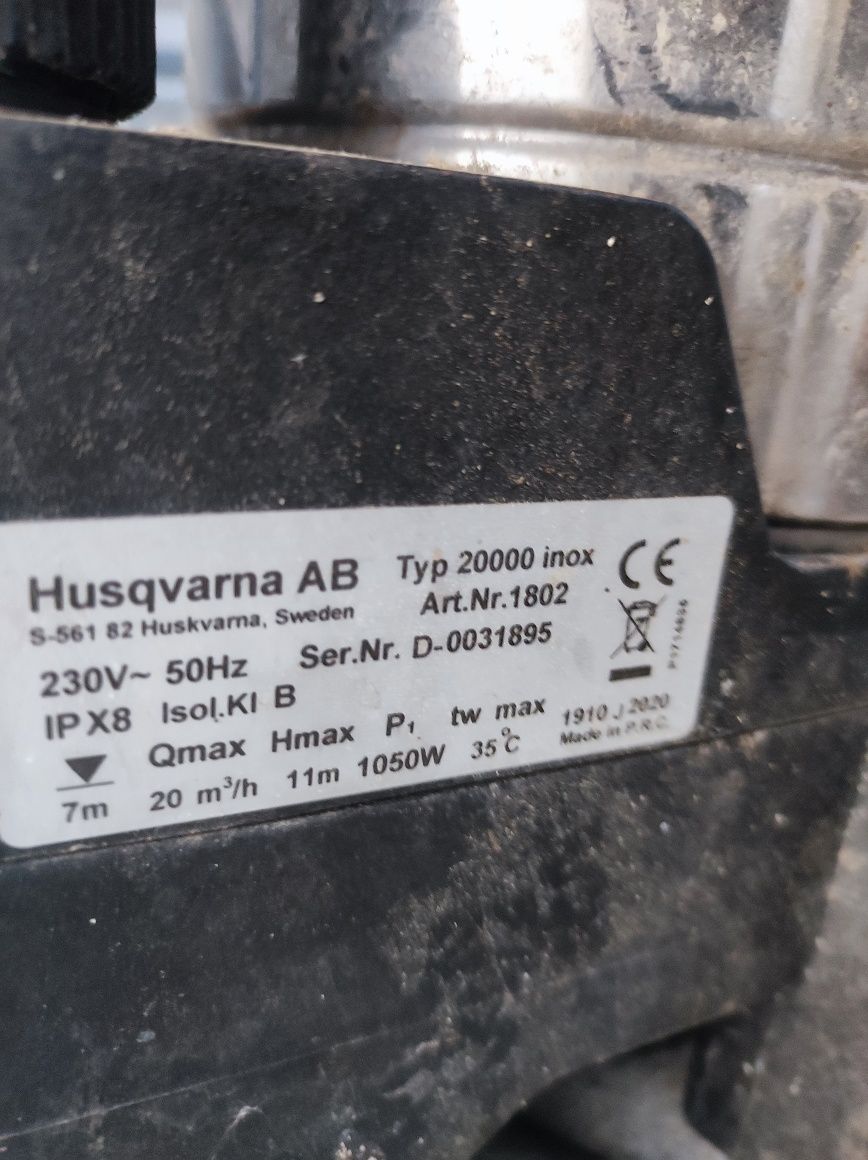 Husqvarna AB Typ 20000 inox CE
S-561 82 Huskvarna, Sweden Art.Nr.1802
230V~ 50Hz Ser.Nr. D-0031895
IP X8 Isol.Kl B
Qmax Hmax P₁ tw max 1910 J 2020
7m 20 m³/h 11m 1050W 35°C Made in P.R.C.